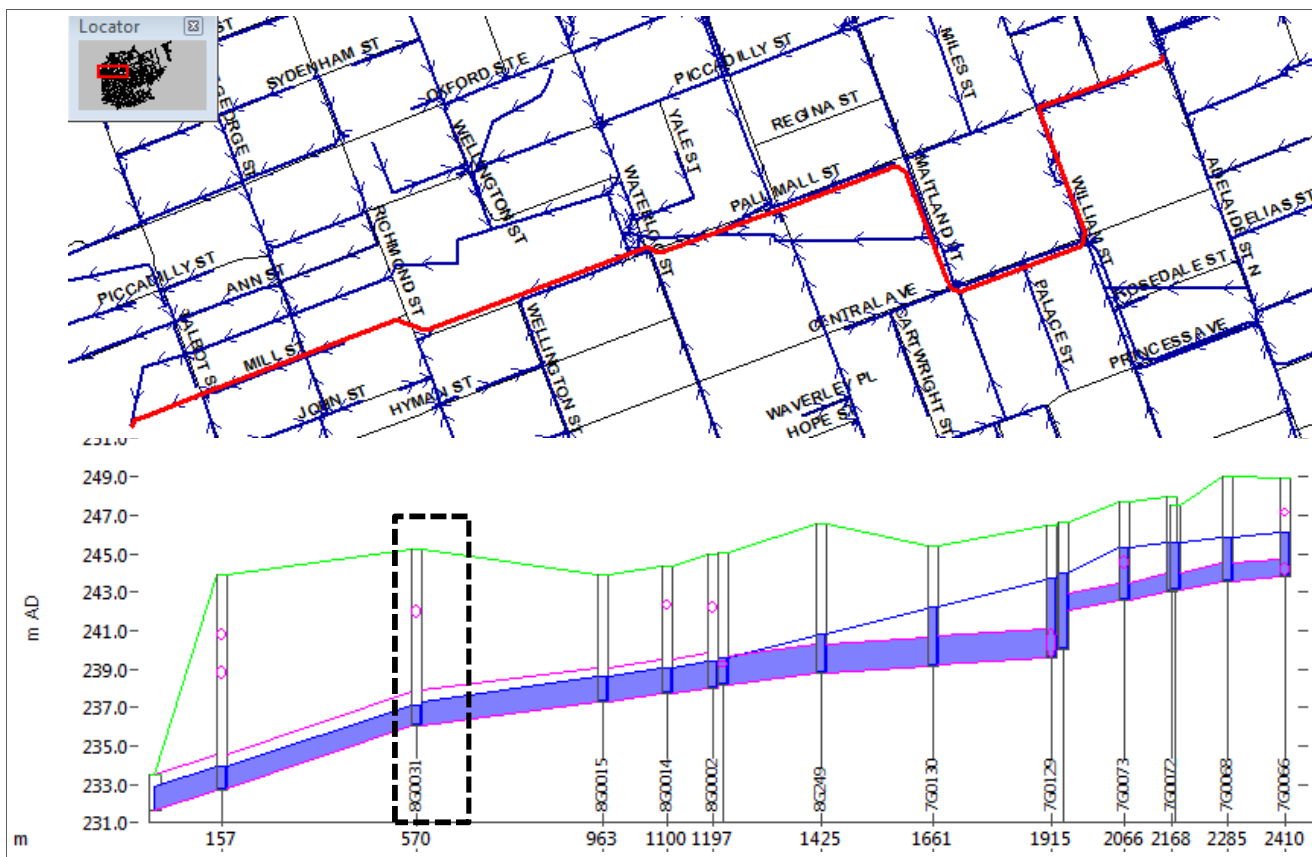 Locator
ST
SYDENHAM ST
OXFORD ST E
PICCADILLY ST
MILES ST
REGINA ST
GEORGE ST
WELLINGTON ST
YALE ST
WATERLOO ST
PALL MALL ST
MAITLAND ST
WILLIAM ST
ADELAIDE ST N
ELIAS ST
RICHMOND ST
PICCADILLY ST
ANN ST
TALBOT ST
MILL ST
JOHN ST
HYMAN ST
WELLINGTON ST
CENTRAL AVE
CARTWRIGHT ST
PALACE ST
ROSEDALE ST
PRINCESS AVE
WAVERLEY PL
HOPE S
251.0
249.0
247.0
245.0
243.0
241.0
239.0
237.0
235.0
233.0
231.0
m AD
8G0031
8G0015
8G0014
8G0002
8G249
7G0130
7G0129
7G0073
7G0072
7G0068
7G0066
m 157 570 963 1100 1197 1425 1661 1915 2066 2168 2285 2410